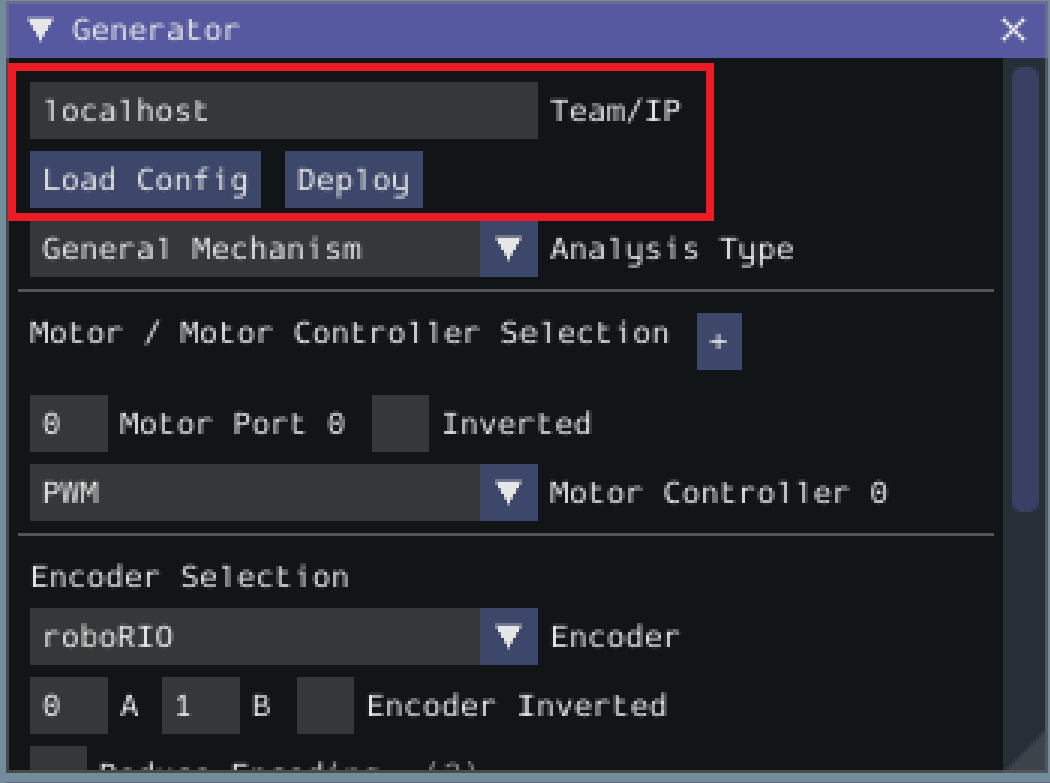 Generator
localhost Team/IP
Load Config Deploy
General Mechanism Analysis Type
Motor / Motor Controller Selection +
0 Motor Port 0 Inverted
PWM Motor Controller 0
Encoder Selection
roboRIO Encoder
0 A 1 B Encoder Inverted